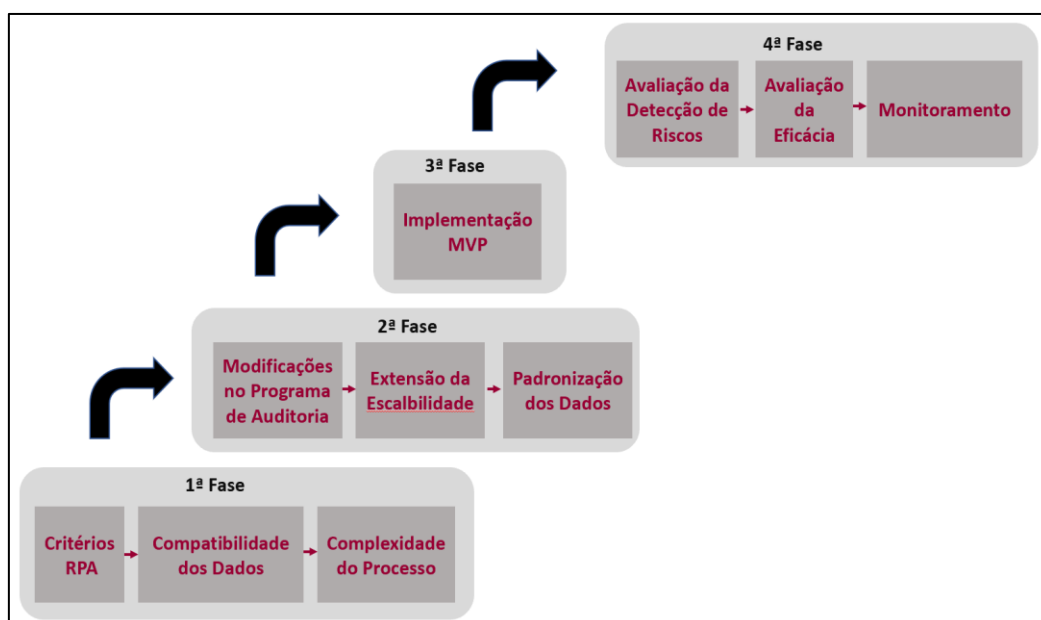 4ª Fase
Avaliação da
Detecção de
Riscos
Avaliação
da
Eficácia
Monitoramento
3ª Fase
Implementação
MVP
2ª Fase
Modificações
no Programa
de Auditoria
Extensão da
Escalbilidade
Padronização
dos Dados
1ª Fase
Critérios
RPA
Compatibilidade
dos Dados
Complexidade
do Processo